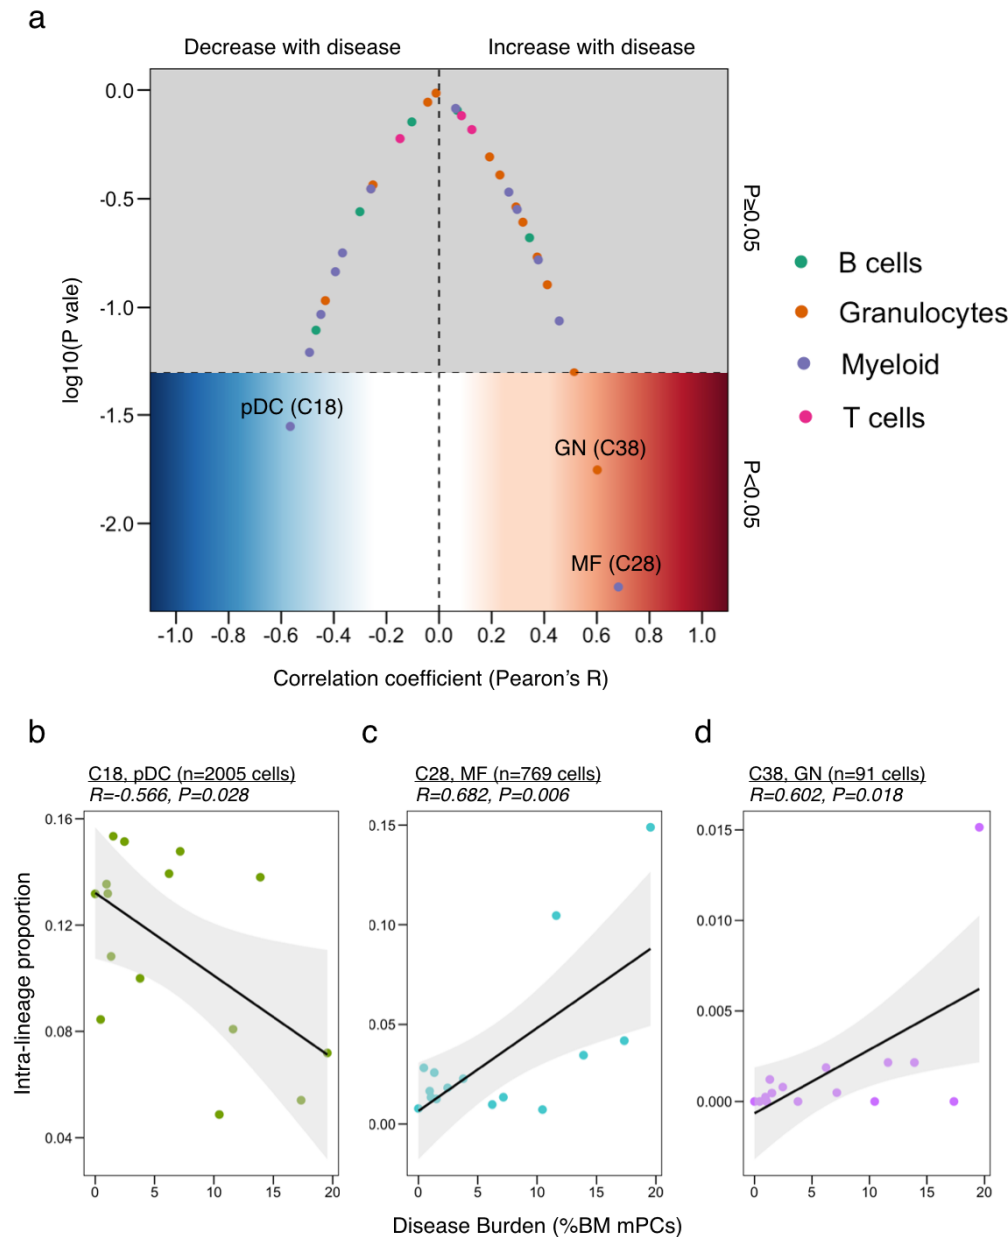 a
Decrease with disease
Increase with disease
0.0
-0.5
-1.0
-1.5
-2.0
log10(P vale)
P≥0.05
P<0.05
pDC (C18)
GN (C38)
MF (C28)
-1.0 -0.8 -0.6 -0.4 -0.2 0.0 0.2 0.4 0.6 0.8 1.0
Correlation coefficient (Pearon's R)
B cells
Granulocytes
Myeloid
T cells
b
C18, pDC (n=2005 cells)
R=-0.566, P=0.028
0.16
0.12
0.08
0.04
0 5 10 15 20
Intra-lineage proportion
c
C28, MF (n=769 cells)
R=0.682, P=0.006
0.15
0.10
0.05
0.00
0 5 10 15 20
d
C38, GN (n=91 cells)
R=0.602, P=0.018
0.015
0.010
0.005
0.000
0 5 10 15 20
Disease Burden (%BM mPCs)